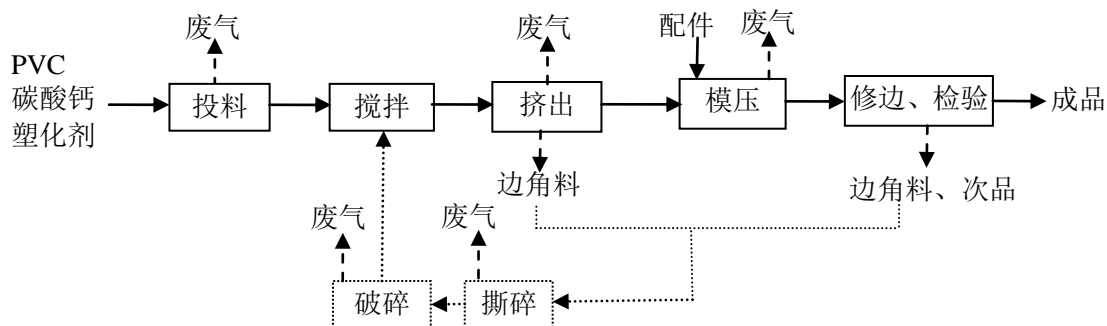 废气
废气
配件
废气
PVC
碳酸钙
塑化剂
投料
搅拌
挤出
模压
修边、检验
成品
边角料
边角料、次品
废气
废气
破碎
撕碎